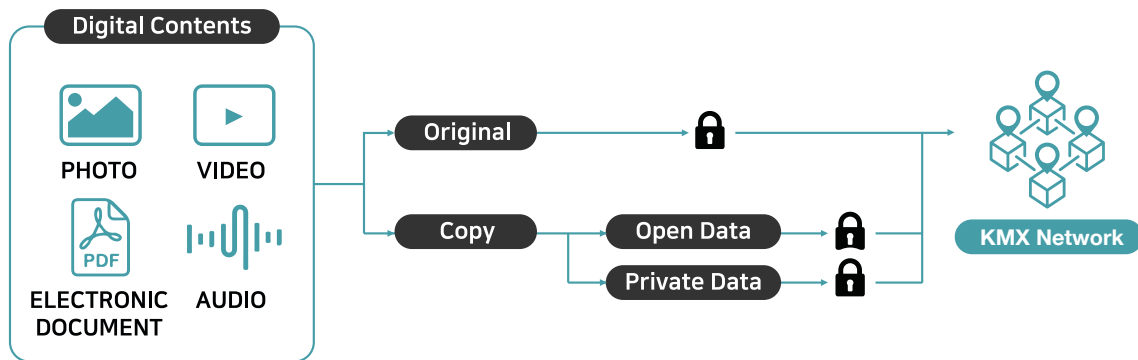 Digital Contents
PHOTO
VIDEO
PDF
ELECTRONIC
DOCUMENT
AUDIO
Original
Copy
Open Data
Private Data
KMX Network